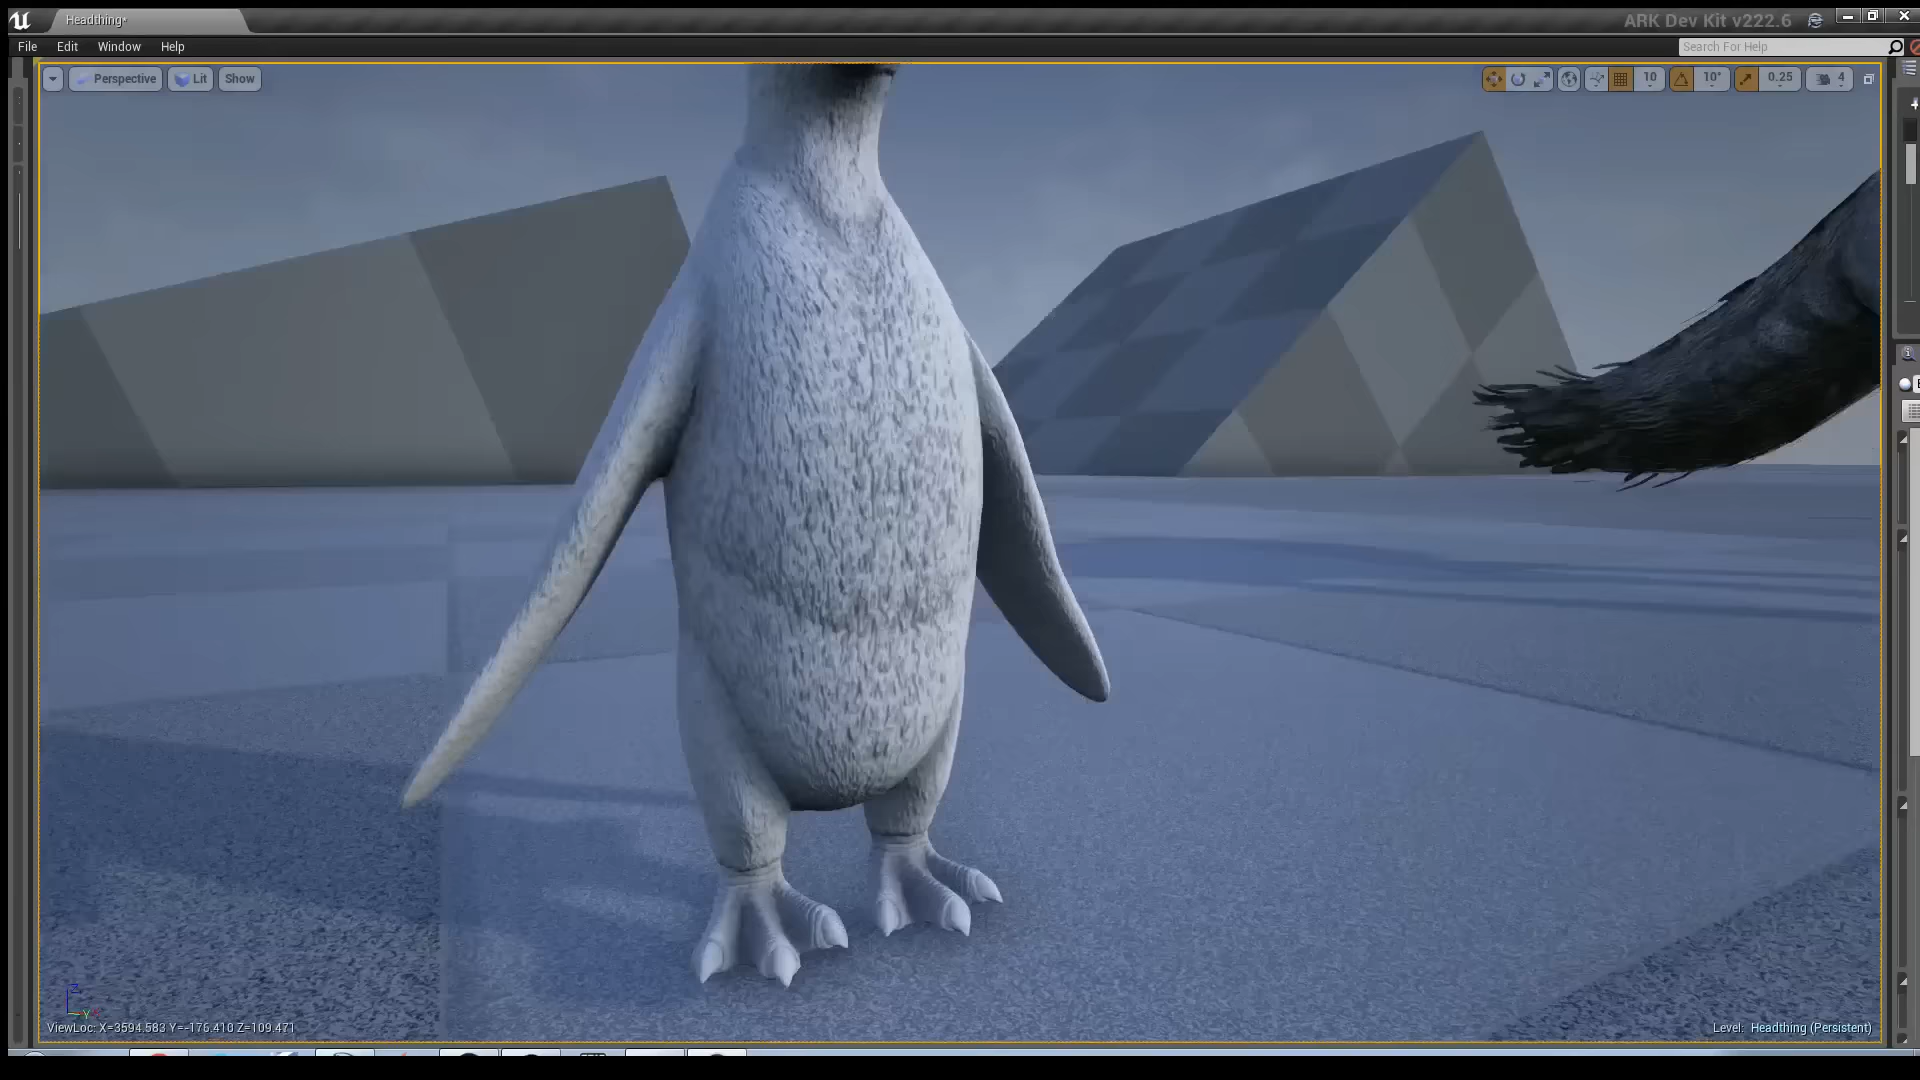 Headthing*
ARK Dev Kit v222.6
File Edit Window Help
Search For Help
Perspective Lit Show
10 10° 0.25 4
ViewLoc: X=3594.583 Y=-176.410 Z=109.471
Level: Headthing (Persistent)